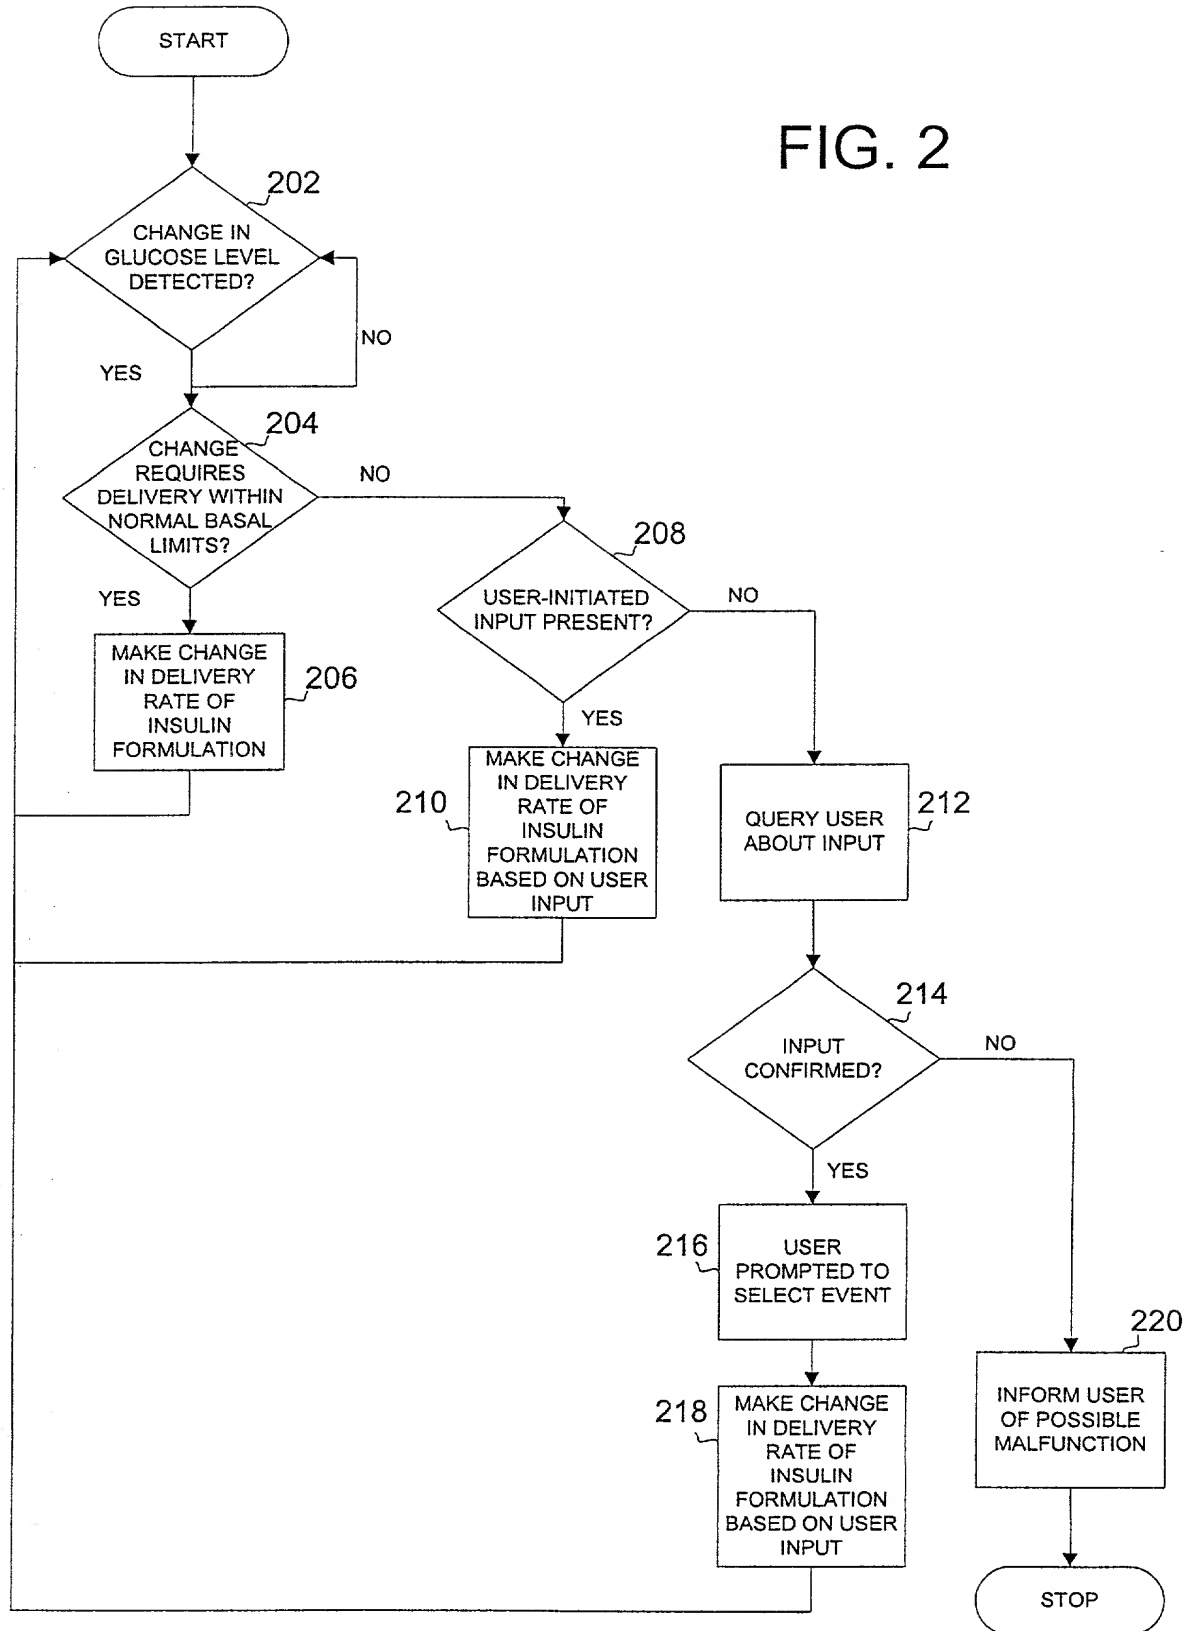 START
FIG. 2
202
CHANGE IN
GLUCOSE LEVEL
DETECTED?
NO
YES
204
CHANGE
REQUIRES
DELIVERY WITHIN
NORMAL BASAL
LIMITS?
NO
YES
208
USER-INITIATED
INPUT PRESENT?
NO
YES
MAKE CHANGE
IN DELIVERY
RATE OF
INSULIN
FORMULATION
206
210
MAKE CHANGE
IN DELIVERY
RATE OF
INSULIN
FORMULATION
BASED ON USER
INPUT
QUERY USER
ABOUT INPUT
212
214
INPUT
CONFIRMED?
NO
YES
216
USER
PROMPTED TO
SELECT EVENT
218
MAKE CHANGE
IN DELIVERY
RATE OF
INSULIN
FORMULATION
BASED ON USER
INPUT
220
INFORM USER
OF POSSIBLE
MALFUNCTION
STOP